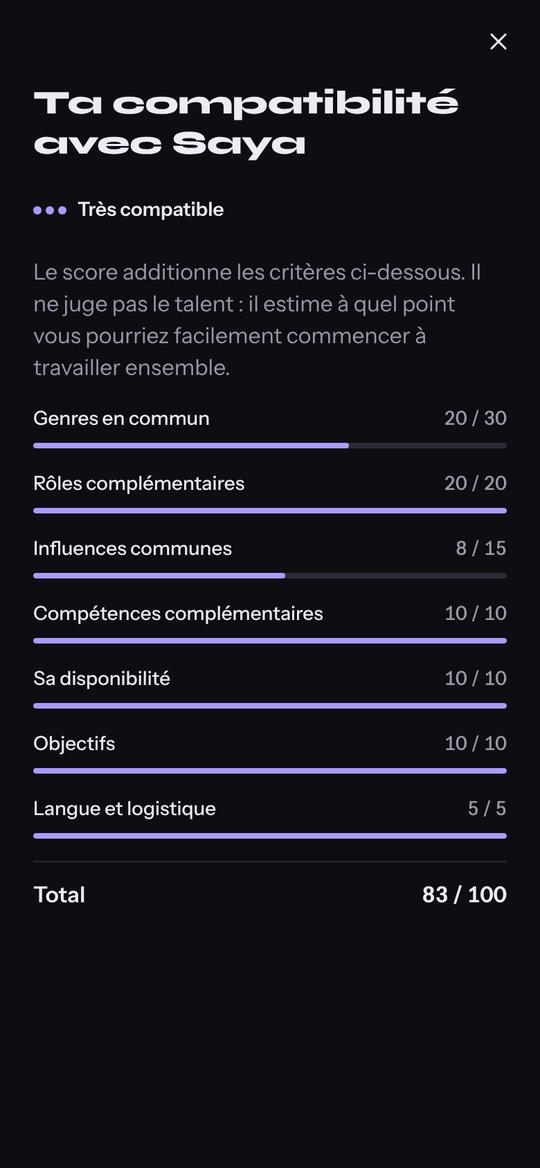 Ta compatibilité
avec Saya
Très compatible
Le score additionne les critères ci-dessous. Il
ne juge pas le talent : il estime à quel point
vous pourriez facilement commencer à
travailler ensemble.
Genres en commun 20 / 30
Rôles complémentaires 20 / 20
Influences communes 8 / 15
Compétences complémentaires 10 / 10
Sa disponibilité 10 / 10
Objectifs 10 / 10
Langue et logistique 5 / 5
Total 83 / 100